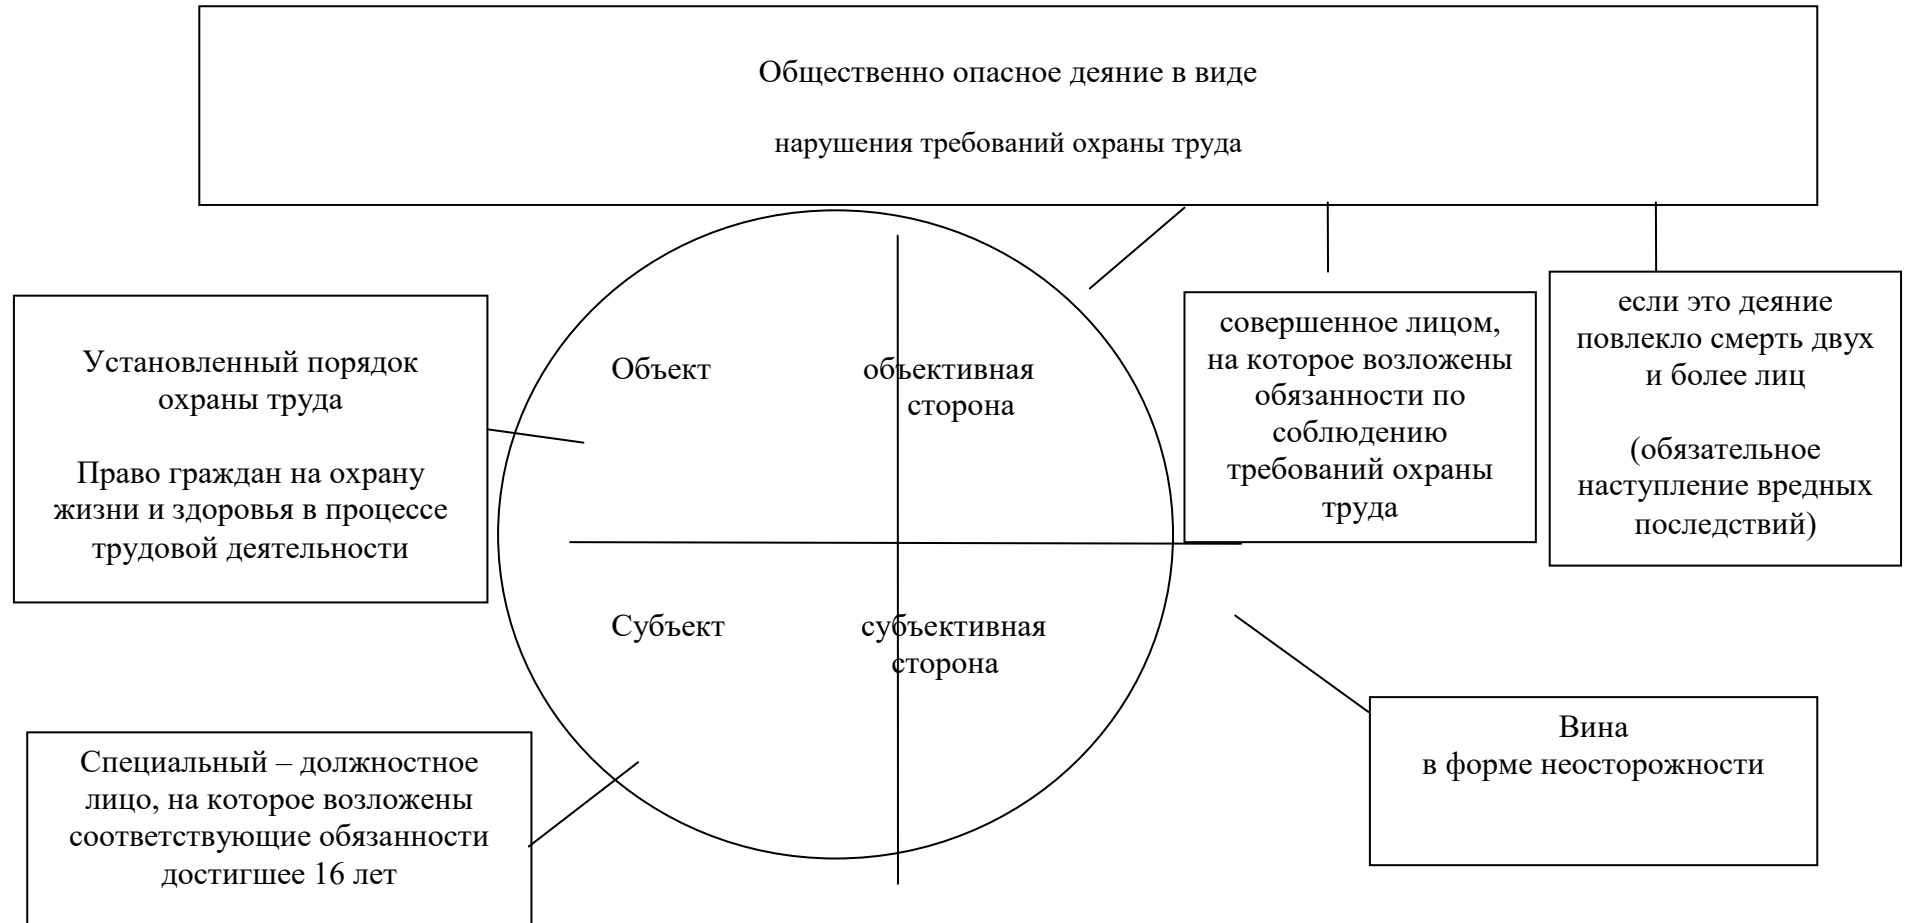 Общественно опасное деяние в виде
нарушения требований охраны труда
Установленный порядок
охраны труда
Право граждан на охрану
жизни и здоровья в процессе
трудовой деятельности
Объект
объективная
сторона
совершенное лицом,
на которое возложены
обязанности по
соблюдению
требований охраны
труда
если это деяние
повлекло смерть двух
и более лиц
(обязательное
наступление вредных
последствий)
Субъект
субъективная
сторона
Специальный – должностное
лицо, на которое возложены
соответствующие обязанности
достигшее 16 лет
Вина
в форме неосторожности